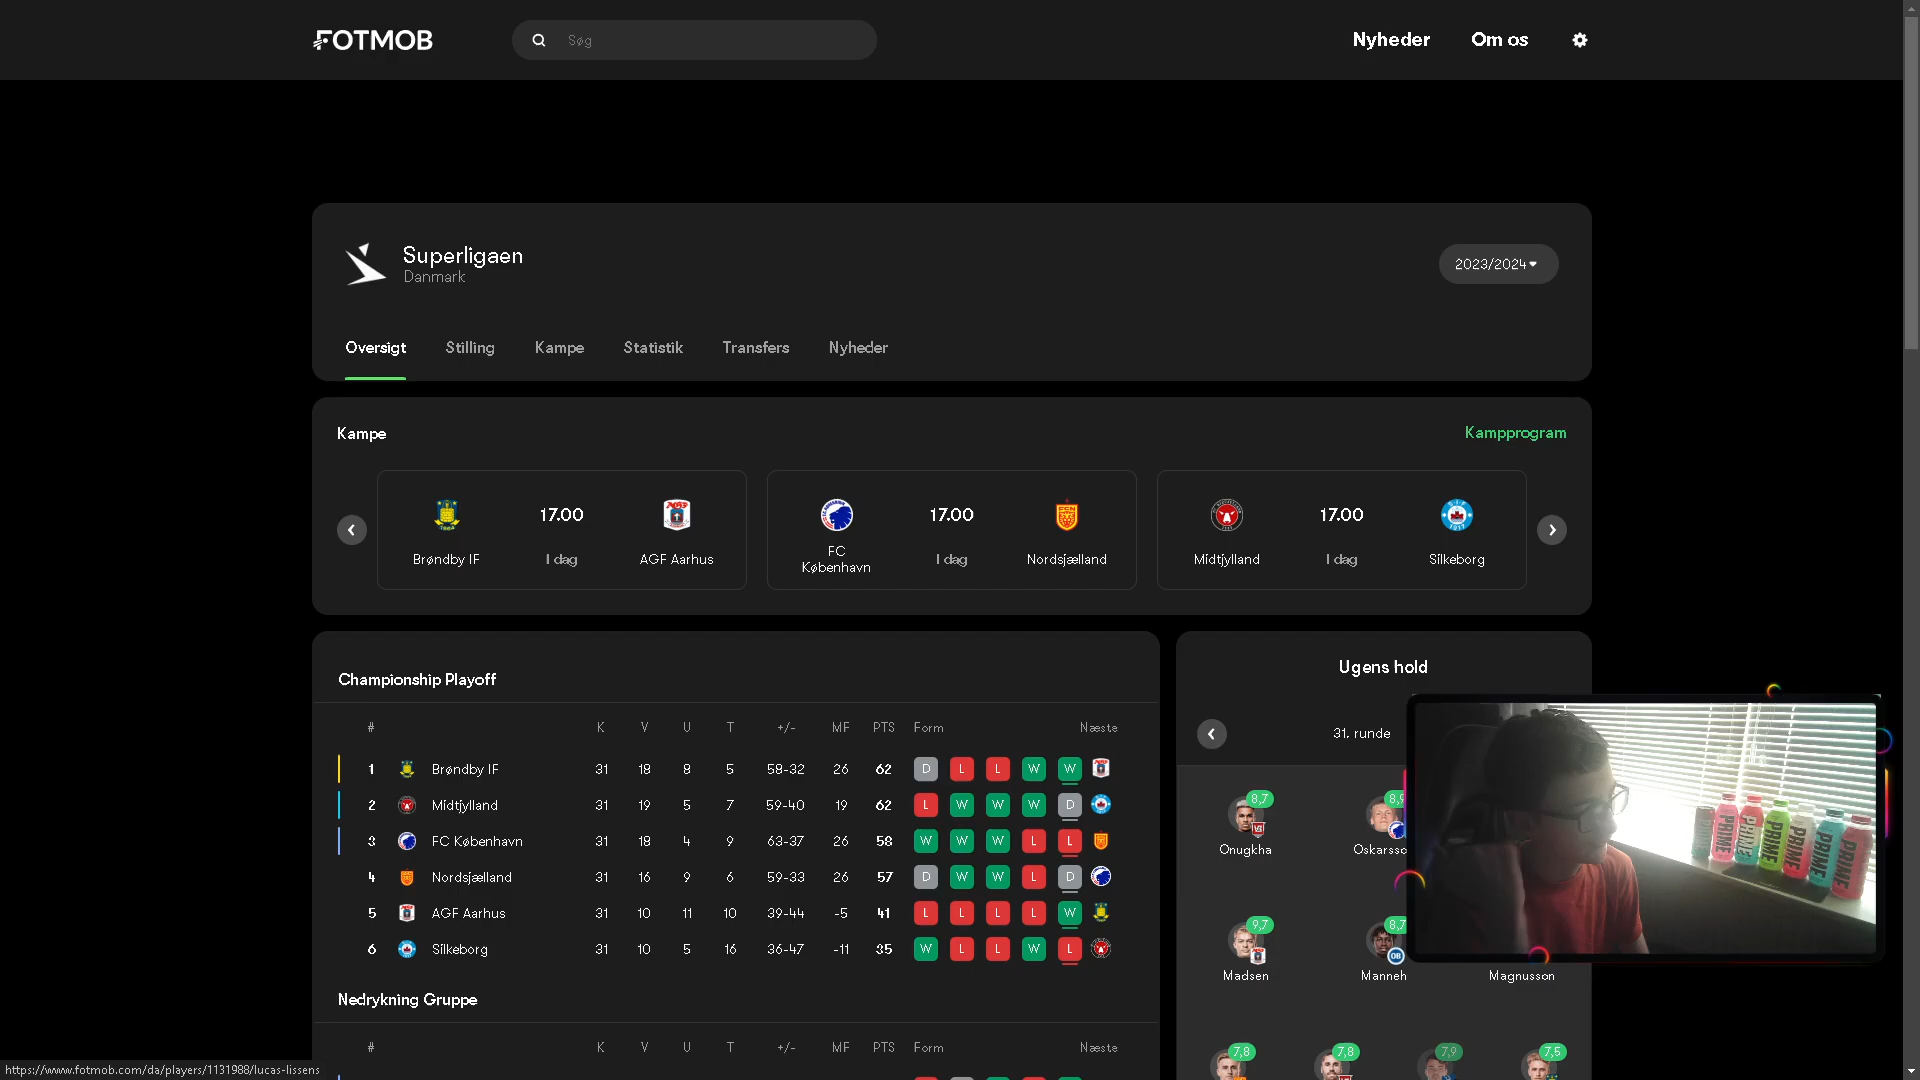 FOTMOB
Søg
Nyheder
Om os
Superligaen
Danmark
2023/2024
Oversigt
Stilling
Kampe
Statistik
Transfers
Nyheder
Kampe
Kampprogram
17.00
Brøndby IF
I dag
AGF Aarhus
17.00
FC
København
I dag
Nordsjælland
17.00
Midtjylland
I dag
Silkeborg
Championship Playoff
# K V U T +/- MF PTS Form Næste
1 Brøndby IF 31 18 8 5 58-32 26 62 D L L W W
2 Midtjylland 31 19 5 7 59-40 19 62 L W W W D
3 FC København 31 18 4 9 63-37 26 58 W W W L L
4 Nordsjælland 31 16 9 6 59-33 26 57 D W W L D
5 AGF Aarhus 31 10 11 10 39-44 -5 41 L L L L W
6 Silkeborg 31 10 5 16 36-47 -11 35 W L L W L
Nedrykning Gruppe
# K V U T +/- MF PTS Form Næste
Ugens hold
31. runde
8,7
Onugkha
Oskarsso
9,7
Madsen
8,7
OB
Manneh
Magnusson
7,8
7,8
7,9
7,5
PRIME
PRIME
PRIME
PRIME
PRIME
PRIME
https://www.fotmob.com/da/players/1131988/lucas-lissens